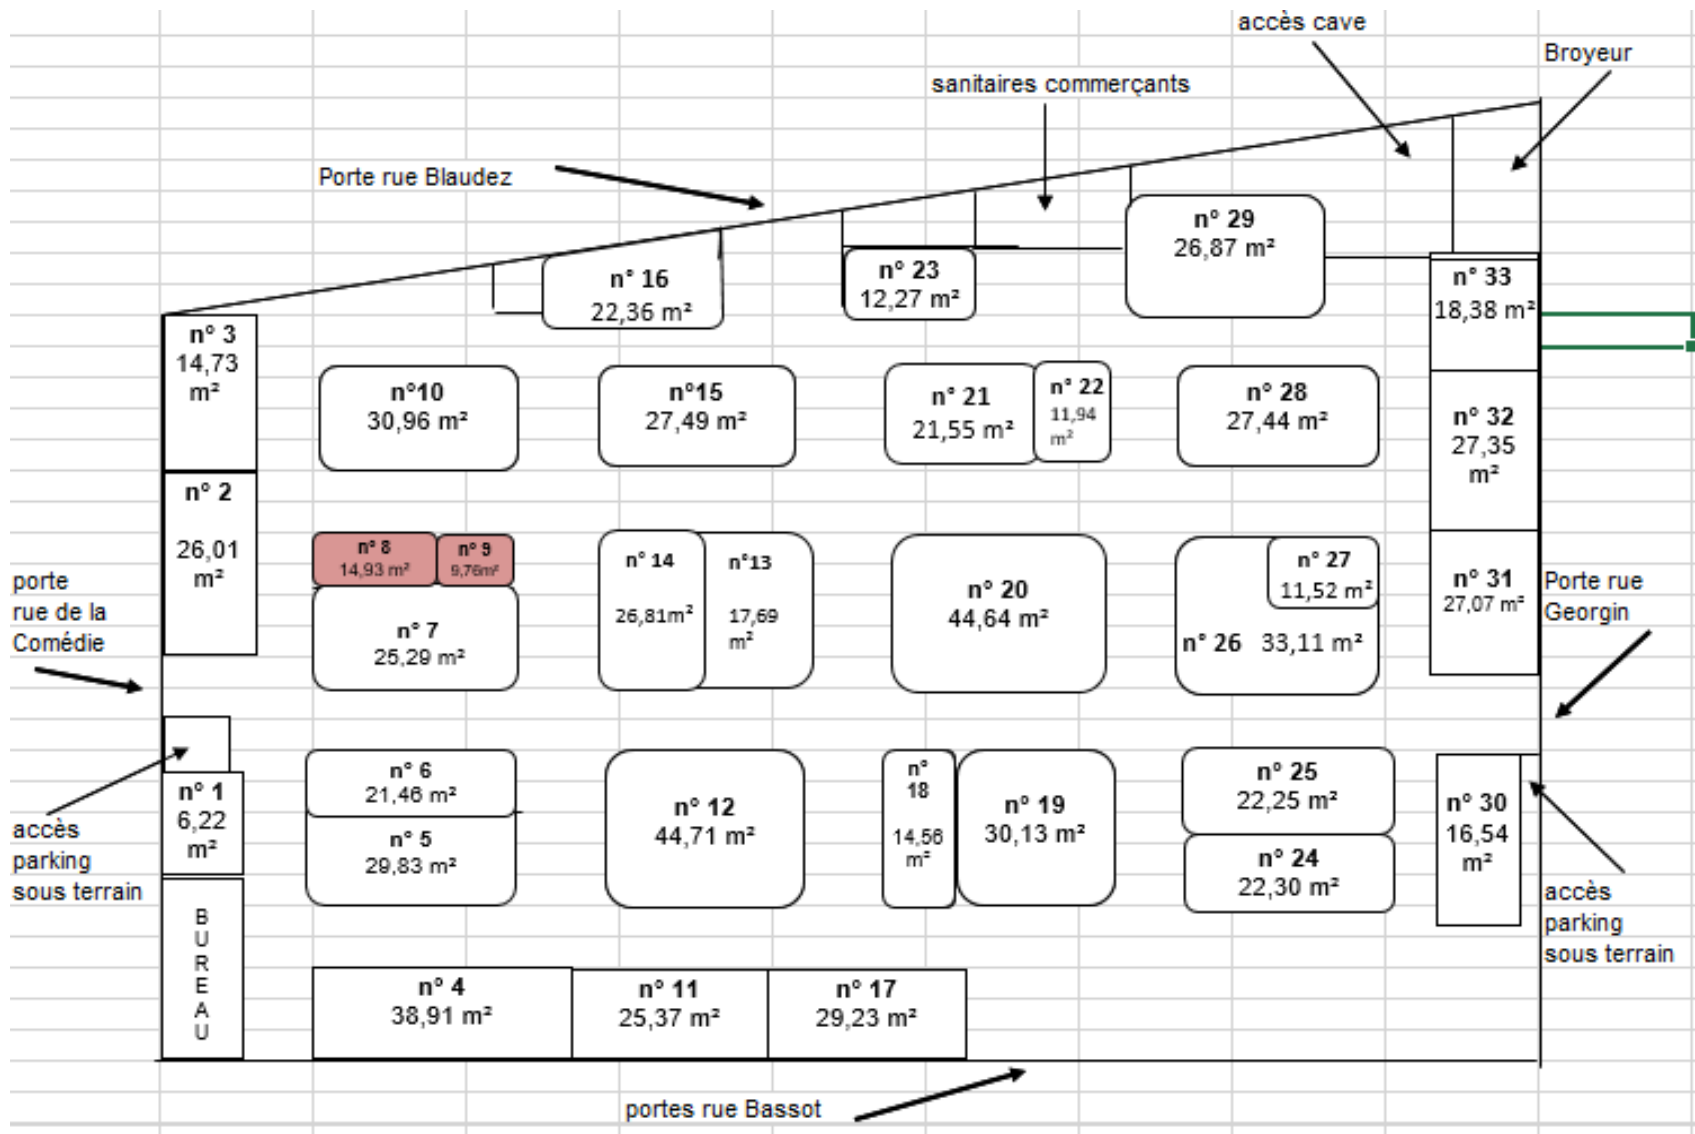 accès cave
Broyeur
sanitaires commerçants
Porte rue Blaudez
n° 29
26,87 m²
n° 16
22,36 m²
n° 23
12,27 m²
n° 33
18,38 m²
n° 3
14,73
m²
n°10
30,96 m²
n°15
27,49 m²
n° 21
21,55 m²
n° 22
11,94
m²
n° 28
27,44 m²
n° 32
27,35
m²
n° 2
26,01
m²
n° 8
14,93 m²
n° 9
9,76m²
n° 7
25,29 m²
n° 14
26,81m²
n°13
17,69
m²
n° 20
44,64 m²
n° 27
11,52 m²
n° 26 33,11 m²
n° 31
27,07 m²
porte
rue de la
Comédie
Porte rue
Georgin
n° 1
6,22
m²
n° 6
21,46 m²
n° 5
29,83 m²
n° 12
44,71 m²
n°
18
14,56
m²
n° 19
30,13 m²
n° 25
22,25 m²
n° 24
22,30 m²
n° 30
16,54
m²
accès
parking
sous terrain
accès
parking
sous terrain
B
U
R
E
A
U
n° 4
38,91 m²
n° 11
25,37 m²
n° 17
29,23 m²
portes rue Bassot